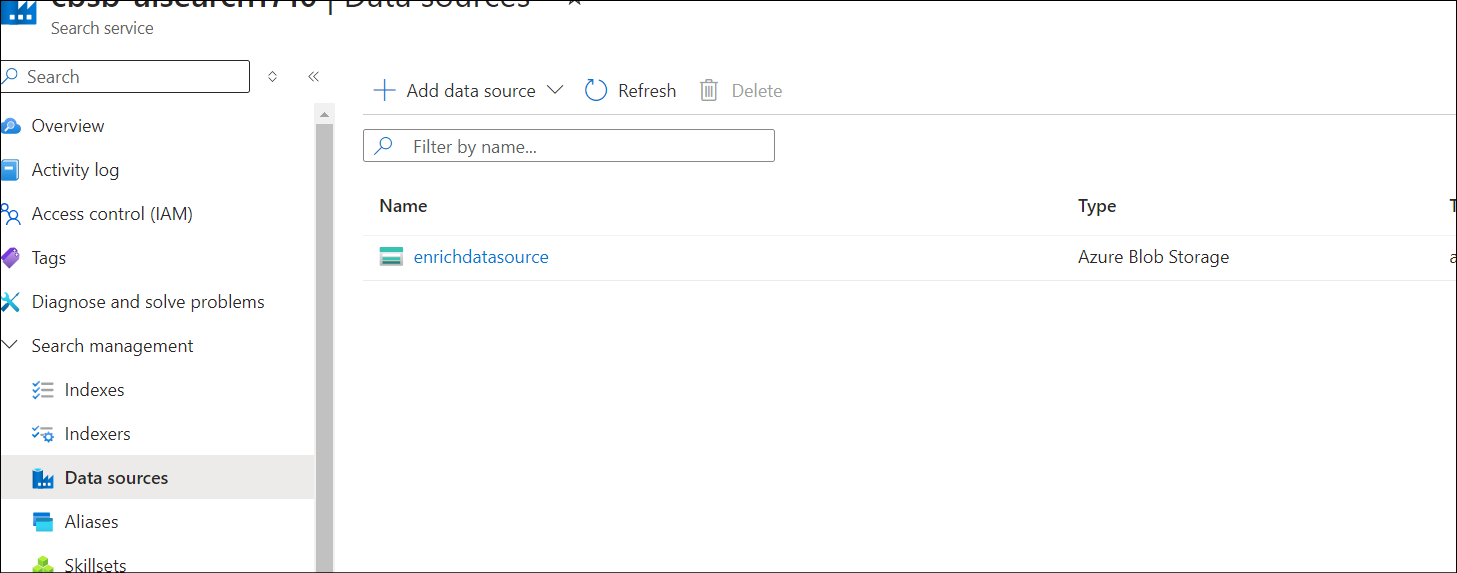 Data sources
Search service
Search
Add data source
Refresh
Delete
Filter by name...
Overview
Activity log
Access control (IAM)
Tags
Diagnose and solve problems
Search management
Indexes
Indexers
Data sources
Aliases
Skillsets
Name Type
enrichdatasource Azure Blob Storage